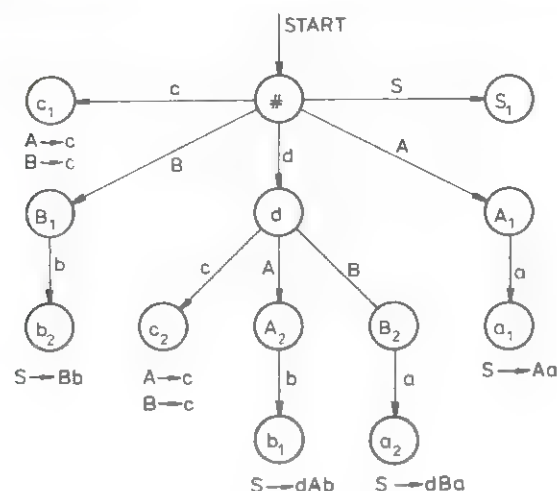 START
c₁ c # S S₁
A→c
B→c
B d A
B₁ d A₁
b c A B a
b₂ c₂ A₂ B₂ a₁
S→Bb A→c b a S→Aa
B→c
b₁ a₂
S→dAb S→dBa